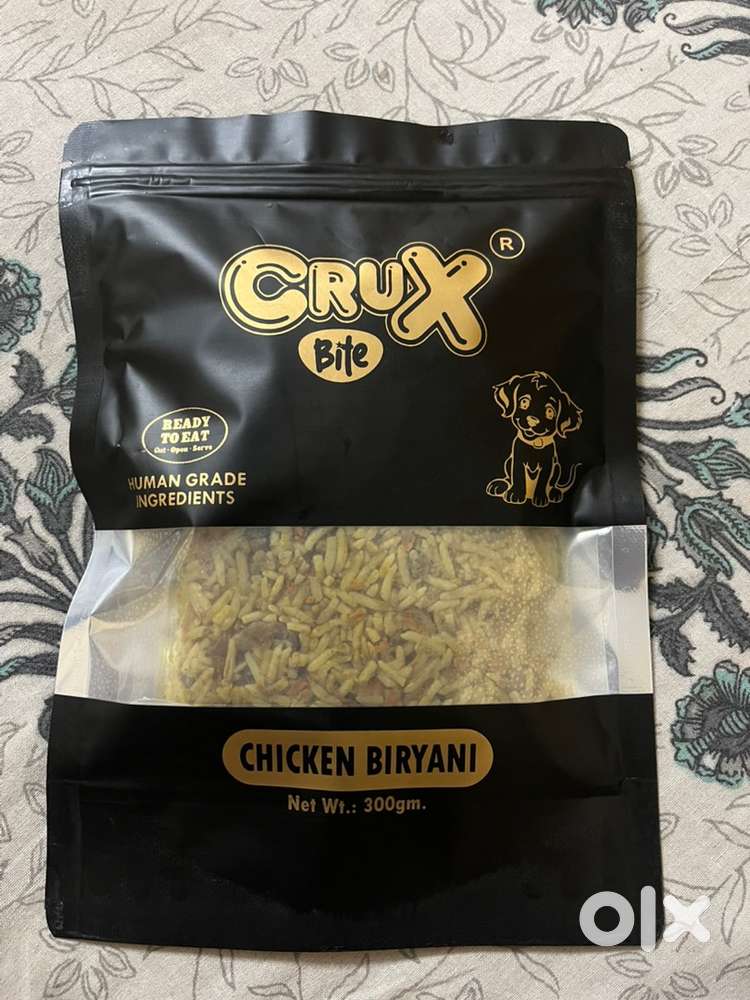 CRUX
®
Bite
READY
TO EAT
Cut - Open - Serve
HUMAN GRADE
INGREDIENTS
CHICKEN BIRYANI
Net Wt.: 300gm.
olx